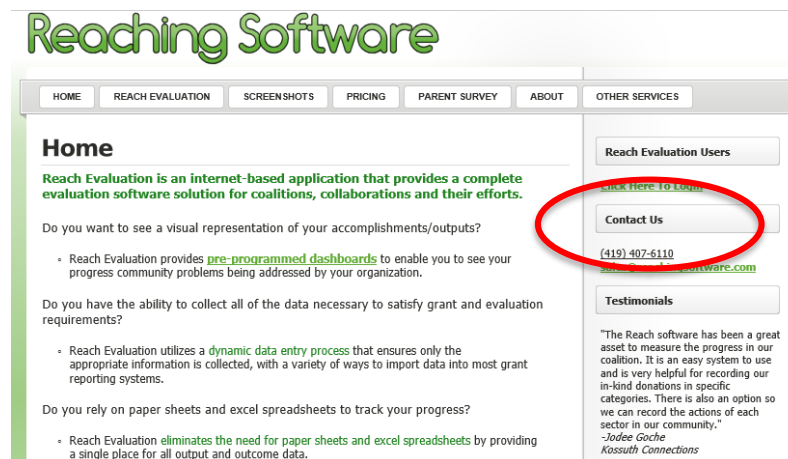 Reaching Software
HOME REACH EVALUATION SCREENSHOTS PRICING PARENT SURVEY ABOUT OTHER SERVICES
Home
Reach Evaluation is an internet-based application that provides a complete
evaluation software solution for coalitions, collaborations and their efforts.
Do you want to see a visual representation of your accomplishments/outputs?
◦ Reach Evaluation provides pre-programmed dashboards to enable you to see your
progress community problems being addressed by your organization.
Do you have the ability to collect all of the data necessary to satisfy grant and evaluation
requirements?
◦ Reach Evaluation utilizes a dynamic data entry process that ensures only the
appropriate information is collected, with a variety of ways to import data into most grant
reporting systems.
Do you rely on paper sheets and excel spreadsheets to track your progress?
◦ Reach Evaluation eliminates the need for paper sheets and excel spreadsheets by providing
a single place for all output and outcome data.
Reach Evaluation Users
Click Here To Login
Contact Us
(419) 407-6110
Testimonials
"The Reach software has been a great
asset to measure the progress in our
coalition. It is an easy system to use
and is very helpful for recording our
in-kind donations in specific
categories. There is also an option so
we can record the actions of each
sector in our community."
-Jodee Goche
Kossuth Connections